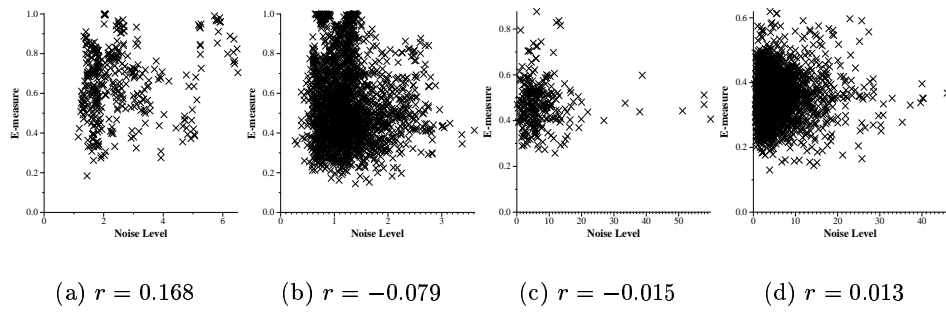 1.0
0.8
0.6
0.4
0.2
0.0
E-measure
0 2 4 6
Noise Level
1.0
0.8
0.6
0.4
0.2
0.0
E-measure
0 1 2 3
Noise Level
0.8
0.6
0.4
0.2
0.0
E-measure
0 10 20 30 40 50
Noise Level
0.6
0.4
0.2
0.0
E-measure
0 10 20 30 40
Noise Level
(a) r = 0.168
(b) r = −0.079
(c) r = −0.015
(d) r = 0.013